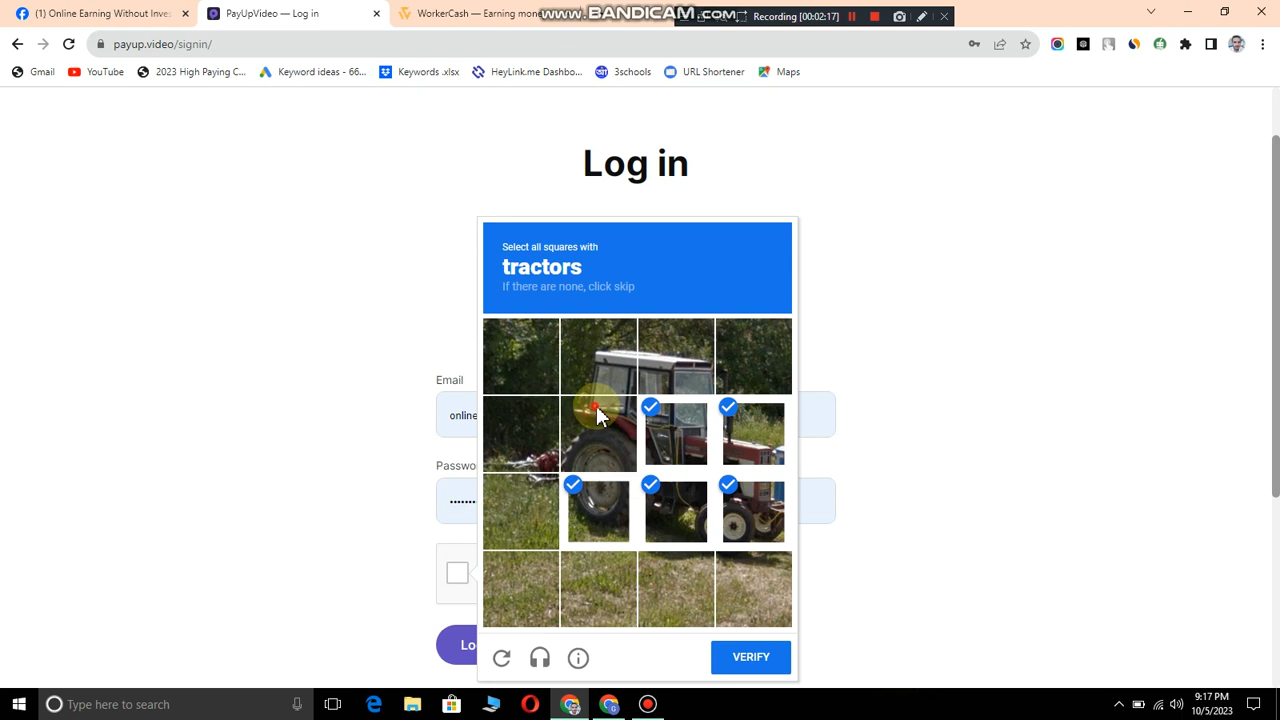 (1) The Earning Univer
PayUpVideo — Log in
WorkerCash — Earning mon
www.BANDICAM.com
Recording [00:02:17]
payup.video/signin/
Gmail
YouTube
2023 High Paying C...
Keyword ideas - 66...
Keywords .xlsx
HeyLink.me Dashbo...
3schools
URL Shortener
Maps
Log in
Select all squares with
tractors
If there are none, click skip
Email
online
Passwo
Lo
VERIFY
Type here to search
9:17 PM
10/5/2023